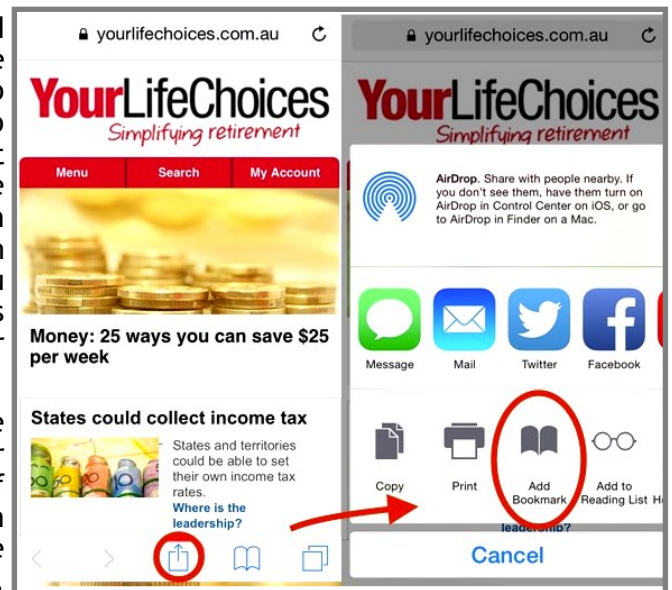 yourlifechoices.com.au
YourLifeChoices
Simplifying retirement
Menu Search My Account
Money: 25 ways you can save $25
per week
States could collect income tax
States and territories
could be able to set
their own income tax
rates.
Where is the
leadership?
yourlifechoices.com.au
YourLifeChoices
Simplifying retirement
AirDrop. Share with people nearby. If
you don't see them, have them turn on
AirDrop in Control Center on iOS, or go
to AirDrop in Finder on a Mac.
Message Mail Twitter Facebook
Copy Print Add Bookmark Add to Reading List
leadership?
Cancel